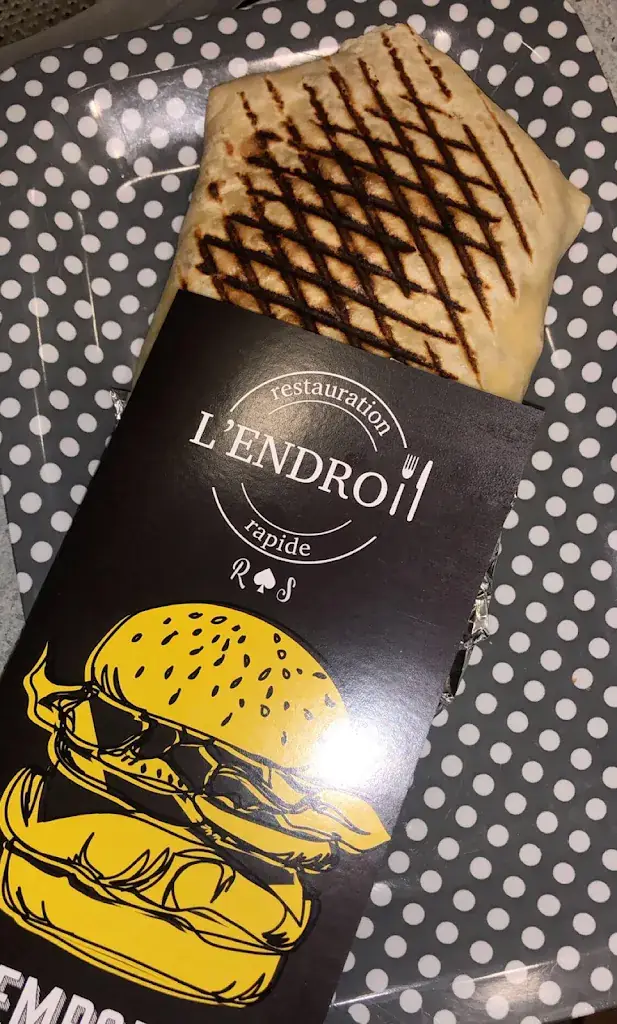 restauration
L'ENDROIT
rapide
R♠S